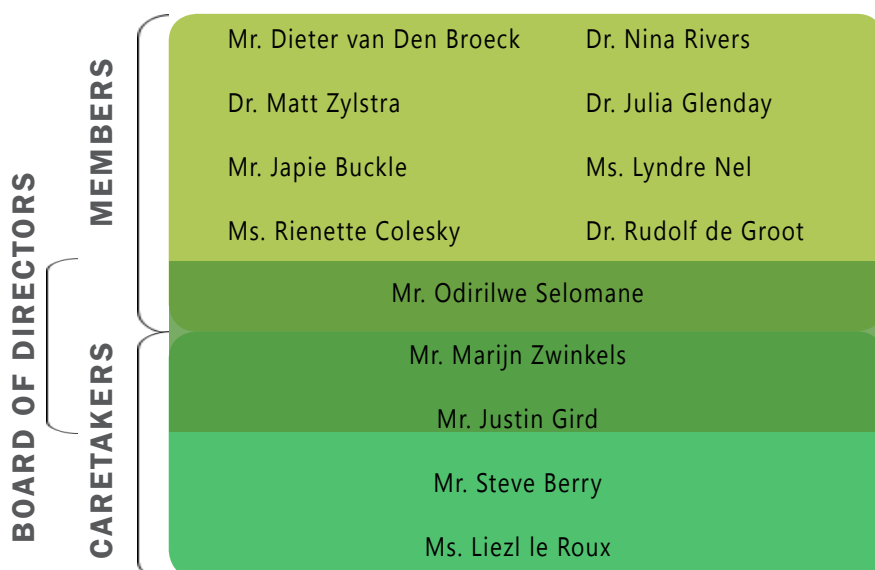 BOARD OF DIRECTORS
MEMBERS
CARETAKERS
Mr. Dieter van Den Broeck
Dr. Nina Rivers
Dr. Matt Zylstra
Dr. Julia Glenday
Mr. Japie Buckle
Ms. Lyndre Nel
Ms. Rienette Colesky
Dr. Rudolf de Groot
Mr. Odirilwe Selomane
Mr. Marijn Zwinkels
Mr. Justin Gird
Mr. Steve Berry
Ms. Liezl le Roux